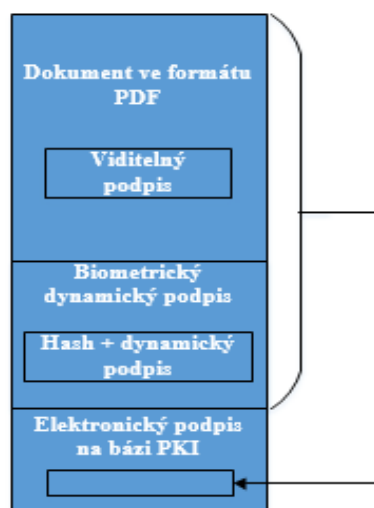 Dokument ve formátu
PDF
Viditelný
podpis
Biometrický
dynamický podpis
Hash + dynamický
podpis
Elektronický podpis
na bázi PKI